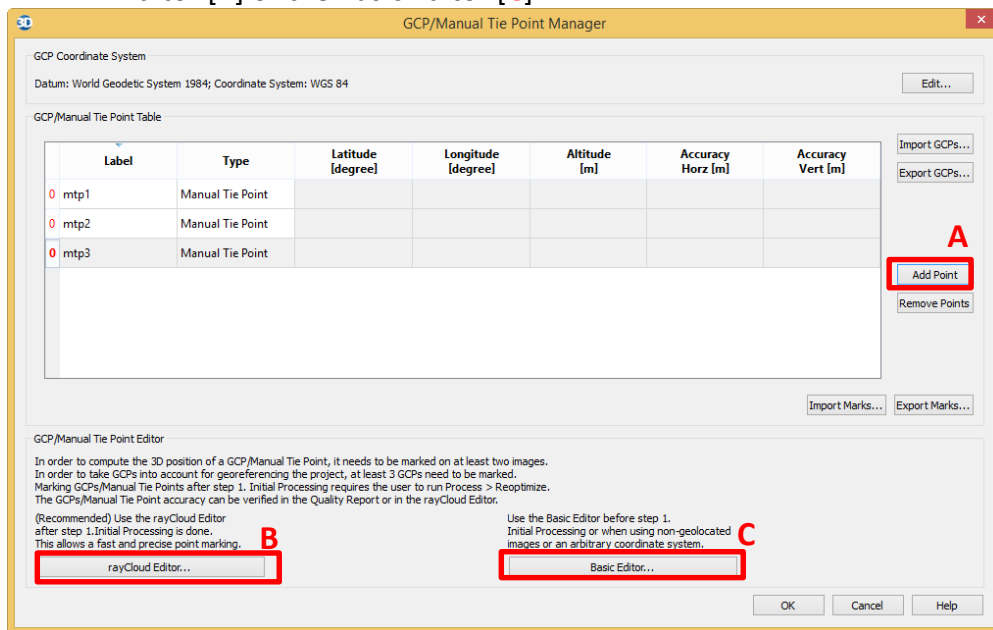 3D GCP/Manual Tie Point Manager ×
GCP Coordinate System
Datum: World Geodetic System 1984; Coordinate System: WGS 84
Edit...
GCP/Manual Tie Point Table
Label Type Latitude [degree] Longitude [degree] Altitude [m] Accuracy Horz [m] Accuracy Vert [m]
0 mtp1 Manual Tie Point
0 mtp2 Manual Tie Point
0 mtp3 Manual Tie Point
Import GCPs...
Export GCPs...
A
Add Point
Remove Points
Import Marks... Export Marks...
GCP/Manual Tie Point Editor
In order to compute the 3D position of a GCP/Manual Tie Point, it needs to be marked on at least two images.
In order to take GCPs into account for georeferencing the project, at least 3 GCPs need to be marked.
Marking GCPs/Manual Tie Points after step 1. Initial Processing requires the user to run Process > Reoptimize.
The GCPs/Manual Tie Point accuracy can be verified in the Quality Report or in the rayCloud Editor.
(Recommended) Use the rayCloud Editor
after step 1.Initial Processing is done.
This allows a fast and precise point marking.
B
rayCloud Editor...
Use the Basic Editor before step 1.
Initial Processing or when using non-geolocated
images or an arbitrary coordinate system.
C
Basic Editor...
OK Cancel Help